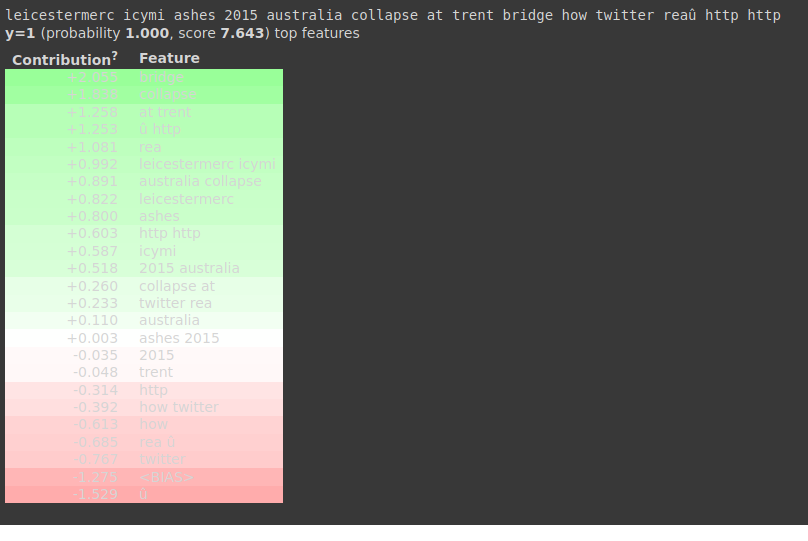 leicestermerc icymi ashes 2015 australia collapse at trent bridge how twitter reaû http http
y=1 (probability 1.000, score 7.643) top features
Contribution? Feature
bridge
collapse
+1.258 at trent
+1.253 û http
+1.081 rea
+0.992 leicestermerc icymi
+0.891 australia collapse
+0.822 leicestermerc
+0.800 ashes
+0.603 http http
+0.587 icymi
+0.518 2015 australia
+0.260 collapse at
+0.233 twitter rea
+0.110 australia
+0.003 ashes 2015
-0.035 2015
-0.048 trent
-0.314 http
-0.392 how twitter
-0.613 how
-0.685 rea û
-0.767 twitter
-1.275 <BIAS>
-1.529 û